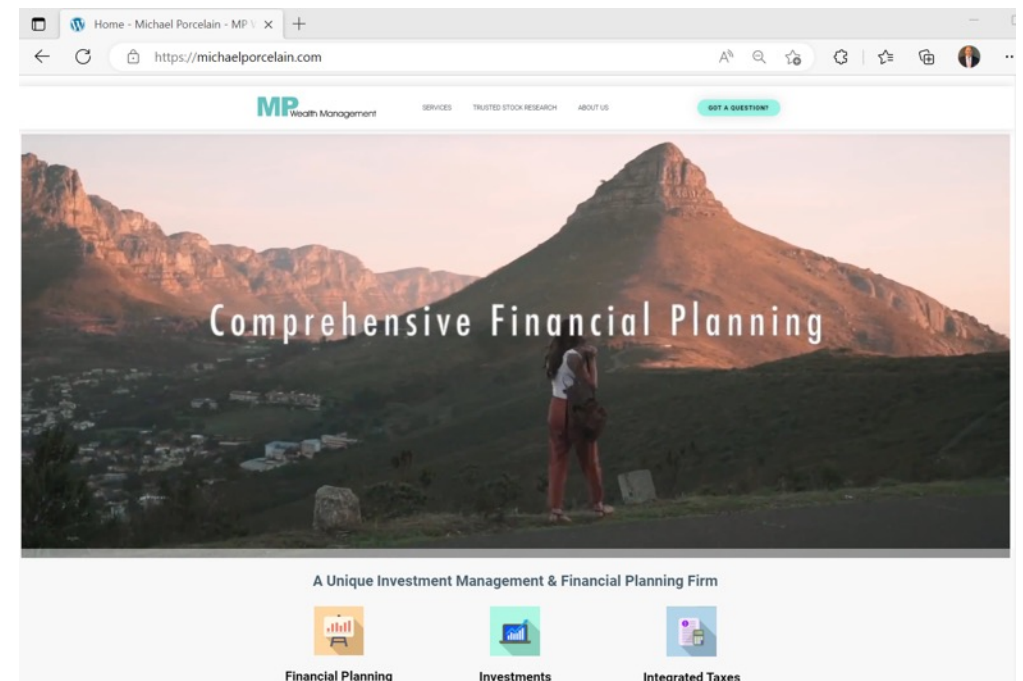 Home - Michael Porcelain - MP
https://michaelporcelain.com
MP Wealth Management
SERVICES
TRUSTED STOCK RESEARCH
ABOUT US
GOT A QUESTION?
Comprehensive Financial Planning
A Unique Investment Management & Financial Planning Firm
Financial Planning
Investments
Integrated Taxes